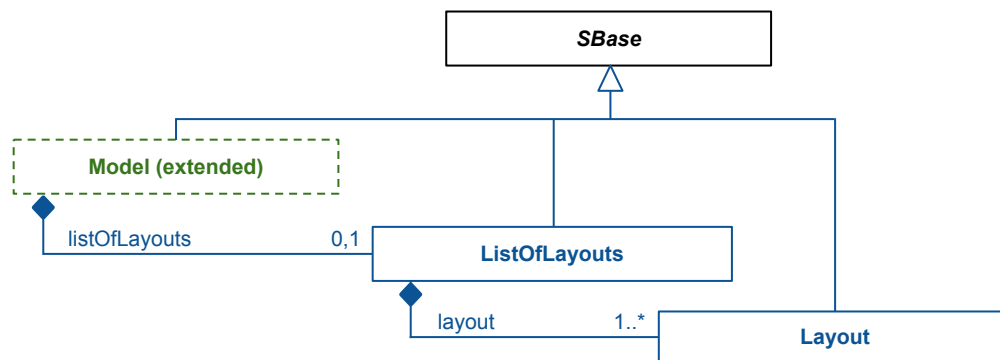 SBase
Model (extended)
listOfLayouts 0,1
ListOfLayouts
layout 1..*
Layout